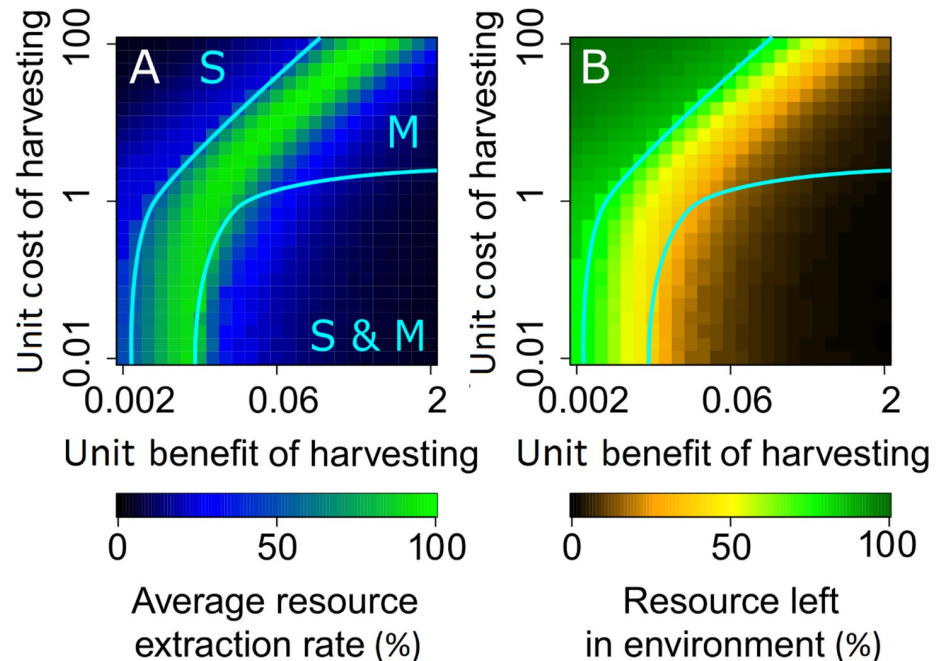 A
S
M
S & M
Unit cost of harvesting
100
1
0.01
0.002
0.06
2
Unit benefit of harvesting
0
50
100
Average resource
extraction rate (%)
B
Unit cost of harvesting
100
1
0.01
0.002
0.06
2
Unit benefit of harvesting
0
50
100
Resource left
in environment (%)